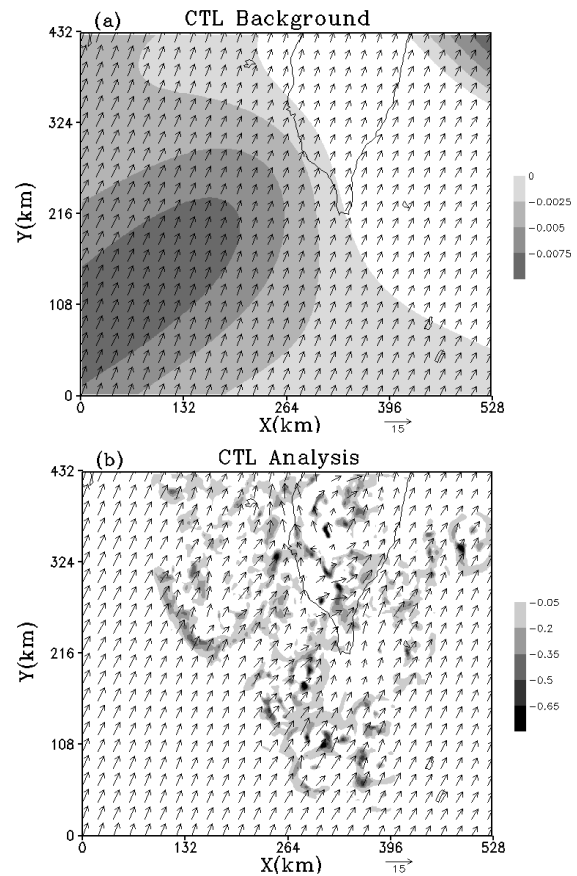 (a) CTL Background
432
324
216
108
0
Y(km)
0 132 264 396 528
X(km)
15
0
-0.0025
-0.005
-0.0075
(b) CTL Analysis
432
324
216
108
0
Y(km)
0 132 264 396 528
X(km)
15
-0.05
-0.2
-0.35
-0.5
-0.65